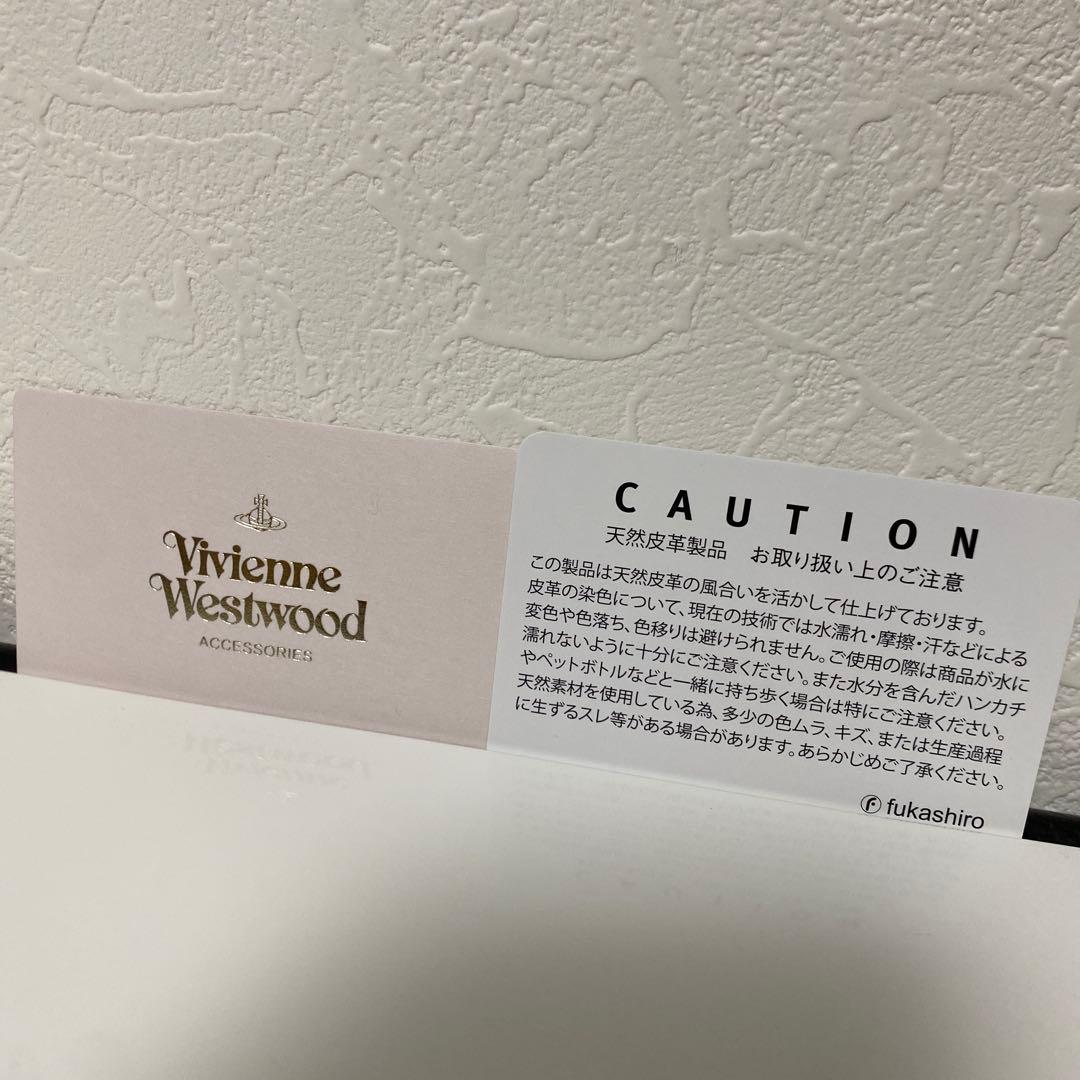 Vivienne
Westwood
ACCESSORIES
CAUTION
天然皮革製品 お取り扱い上のご注意
この製品は天然皮革の風合いを活かして仕上げております。
皮革の染色について、現在の技術では水濡れ・摩擦・汗などによる
変色や色落ち、色移りは避けられません。ご使用の際は商品が水に
濡れないように十分にご注意ください。また水分を含んだハンカチ
やペットボトルなどと一緒に持ち歩く場合は特にご注意ください。
天然素材を使用している為、多少の色ムラ、キズ、または生産過程
に生ずるスレ等がある場合があります。あらかじめご了承ください。
fukashiro